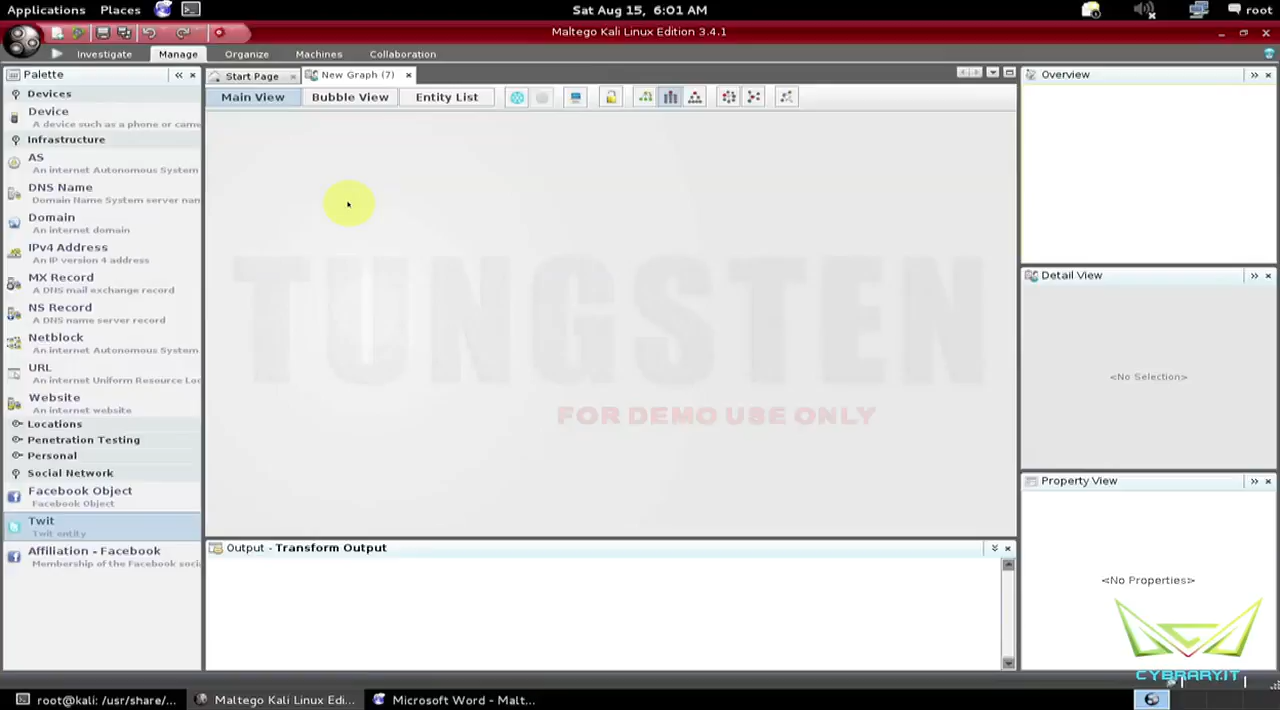 Applications Places Sat Aug 15, 6:01 AM root
Maltego Kali Linux Edition 3.4.1
Investigate Manage Organize Machines Collaboration
Palette
Start Page
New Graph (7)
Overview
Main View Bubble View Entity List
Devices
Device
A device such as a phone or came
Infrastructure
AS
An internet Autonomous System
DNS Name
Domain Name System server nan
Domain
An internet domain
IPv4 Address
An IP version 4 address
MX Record
A DNS mail exchange record
NS Record
A DNS name server record
Netblock
An internet Autonomous System
URL
An internet Uniform Resource Loc
Website
An internet website
Locations
Penetration Testing
Personal
Social Network
Facebook Object
Facebook Object
Twit
Twit entity
Affiliation - Facebook
Membership of the Facebook soci
TUNGSTEN
FOR DEMO USE ONLY
Output - Transform Output
Detail View
<No Selection>
Property View
<No Properties>
CYBRARY.IT
root@kali: /usr/share/...
Maltego Kali Linux Edi...
Microsoft Word - Malt...